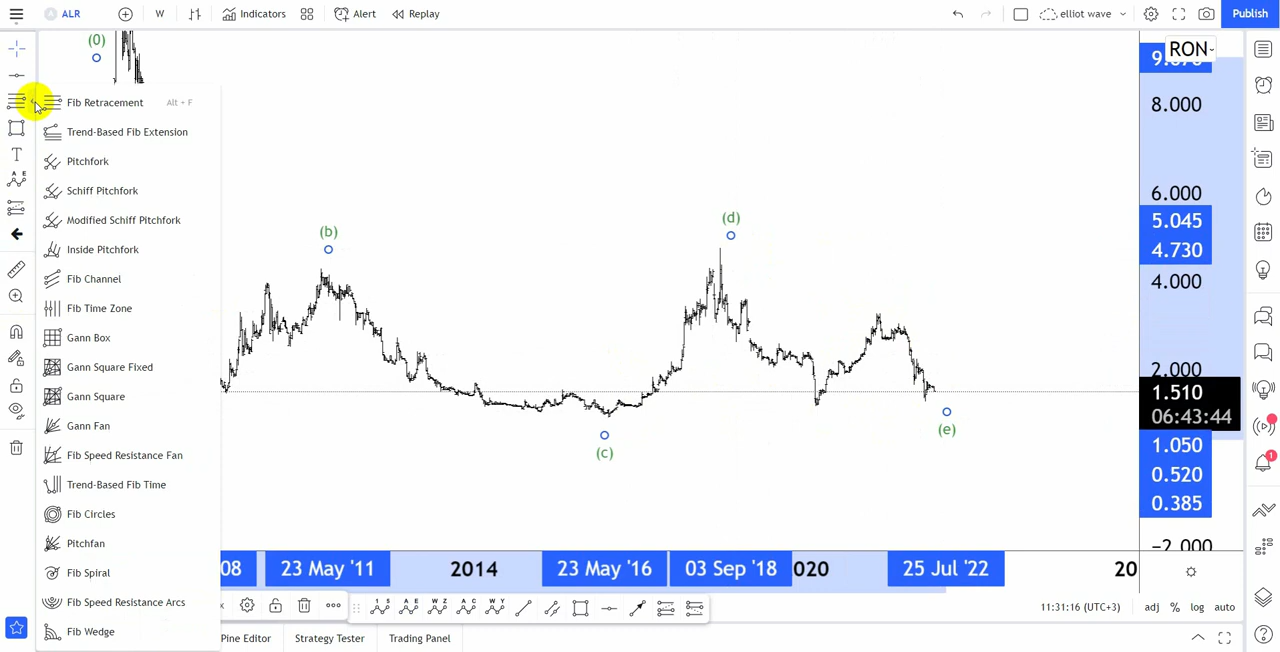 ALR W Indicators Alert Replay elliot wave Publish
(0)
RON
9.
8.000
6.000
5.045
4.730
4.000
2.000
1.510
06:43:44
1.050
0.520
0.385
−2.000
Fib Retracement Alt + F
Trend-Based Fib Extension
Pitchfork
Schiff Pitchfork
Modified Schiff Pitchfork
Inside Pitchfork
Fib Channel
Fib Time Zone
Gann Box
Gann Square Fixed
Gann Square
Gann Fan
Fib Speed Resistance Fan
Trend-Based Fib Time
Fib Circles
Pitchfan
Fib Spiral
Fib Speed Resistance Arcs
Fib Wedge
(b)
(d)
(c)
(e)
08 23 May '11 2014 23 May '16 03 Sep '18 020 25 Jul '22 20
11:31:16 (UTC+3) adj % log auto
Pine Editor Strategy Tester Trading Panel